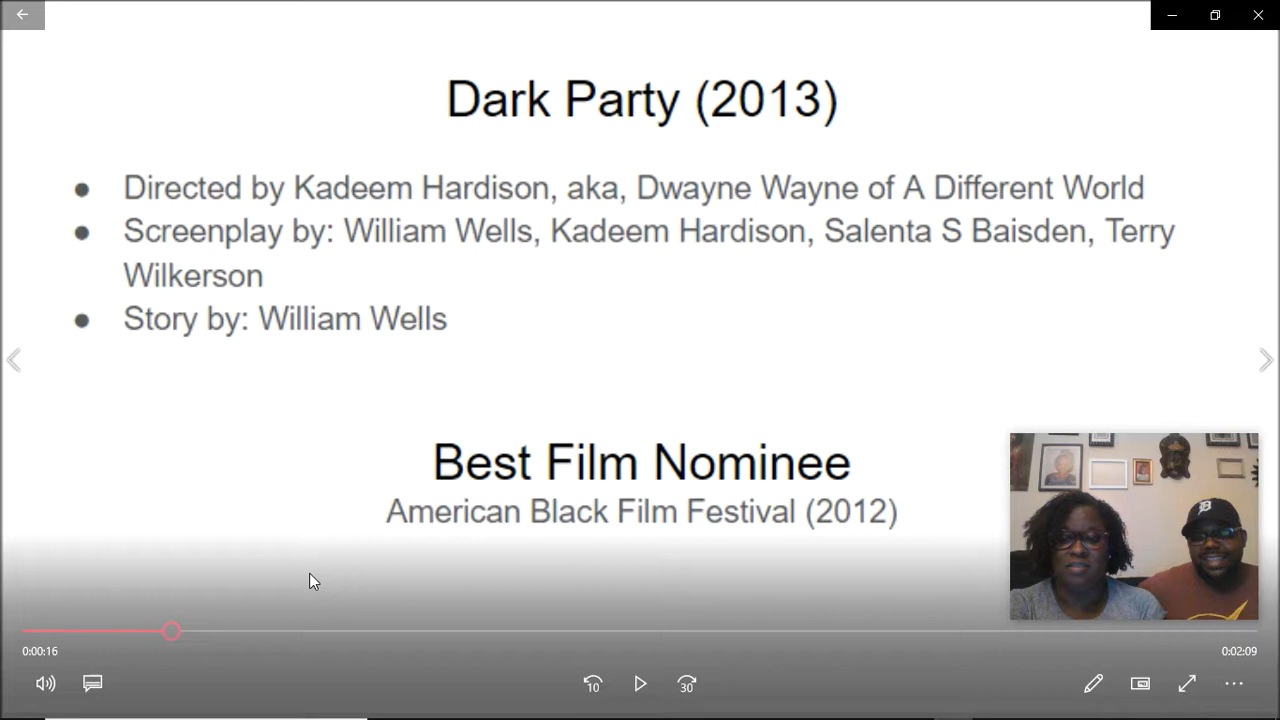 Dark Party (2013)
● Directed by Kadeem Hardison, aka, Dwayne Wayne of A Different World
● Screenplay by: William Wells, Kadeem Hardison, Salenta S Baisden, Terry
Wilkerson
● Story by: William Wells
Best Film Nominee
American Black Film Festival (2012)
D
0:00:16
0:02:09
10
30